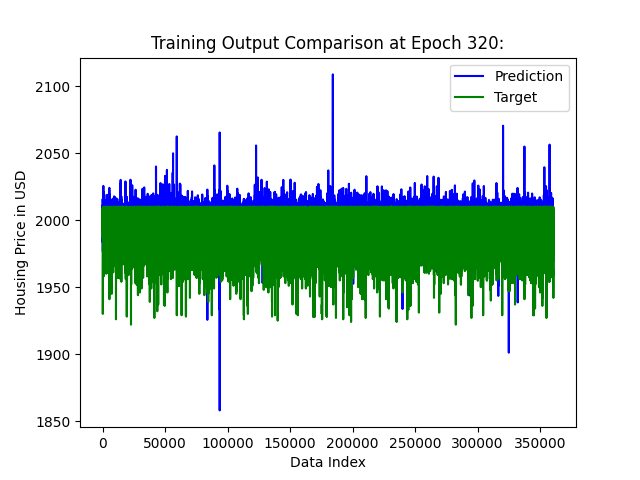 Training Output Comparison at Epoch 320:
Prediction
Target
Housing Price in USD
2100
2050
2000
1950
1900
1850
0 50000 100000 150000 200000 250000 300000 350000
Data Index